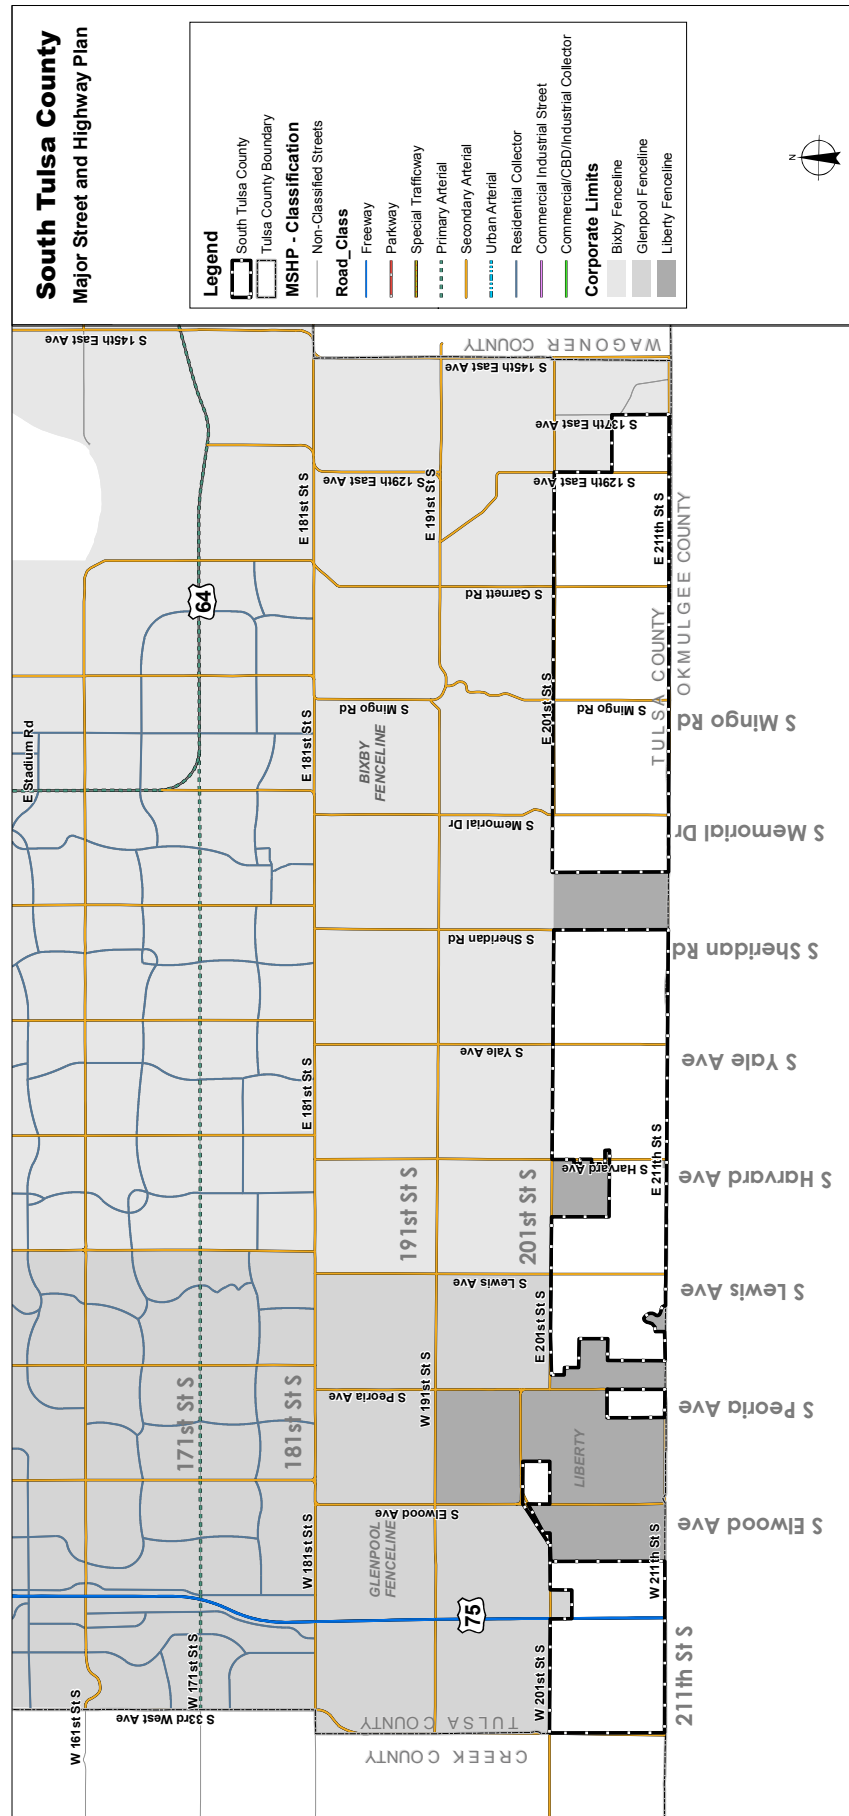 South Tulsa County
Major Street and Highway Plan
Legend
South Tulsa County
Tulsa County Boundary
MSHP - Classification
Non-Classified Streets
Road_Class
Freeway
Parkway
Special Trafficway
Primary Arterial
Secondary Arterial
Urban Arterial
Residential Collector
Commercial Industrial Street
Commercial/CBD/Industrial Collector
Corporate Limits
Bixby Fenceline
Glenpool Fenceline
Liberty Fenceline
N
W 161st St S
S 33rd West Ave
W 171st St S
171st St S
E Stadium Rd
64
S 145th East Ave
W 181st St S
181st St S
E 181st St S
E 181st St S
E 181st St S
S 129th East Ave
GLENPOOL
FENCELINE
S Elwood Ave
S Peoria Ave
BIXBY
FENCELINE
S Mingo Rd
W 191st St S
191st St S
E 191st St S
75
S Lewis Ave
S Yale Ave
S Sheridan Rd
S Memorial Dr
S Garnett Rd
S 145th East Ave
WAGONER COUNTY
TULSA COUNTY
CREEK COUNTY
W 201st St S
E 201st St S
201st St S
E 201st St S
LIBERTY
S Harvard Ave
S Mingo Rd
S 129th East Ave
S 137th East Ave
W 211th St S
E 211th St S
E 211th St S
TULSA COUNTY
OKMULGEE COUNTY
211th St S
S Elwood Ave
S Peoria Ave
S Lewis Ave
S Harvard Ave
S Yale Ave
S Sheridan Rd
S Memorial Dr
S Mingo Rd